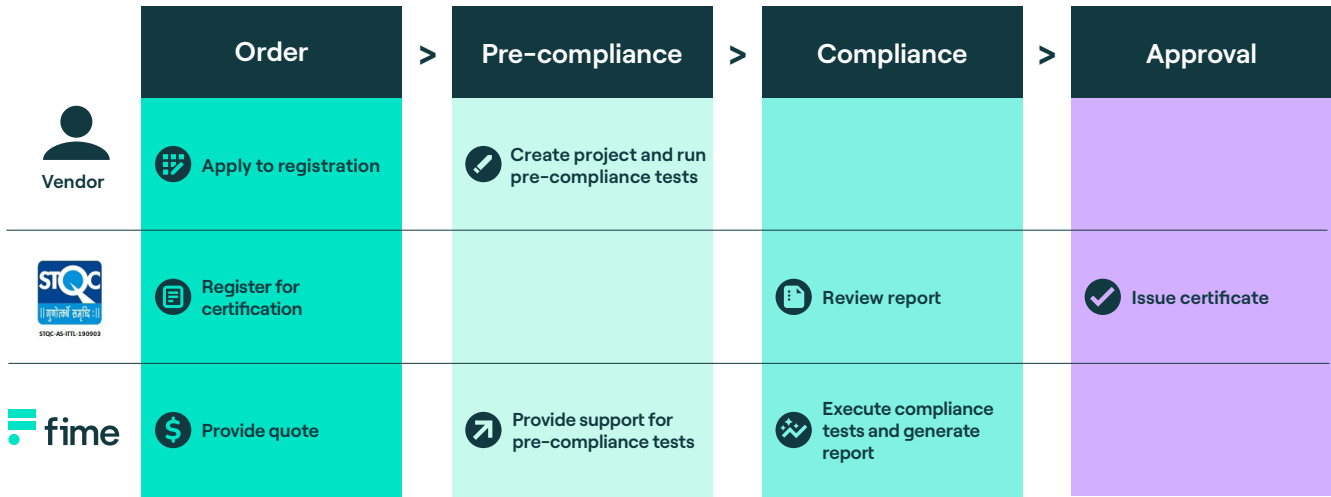 Order > Pre-compliance > Compliance > Approval
Vendor
Apply to registration
Create project and run
pre-compliance tests
STQC
|| गुणोत्कर्षे समृद्धिः ||
STQC-AS-ITTL-190903
Register for
certification
Review report
Issue certificate
fime
Provide quote
Provide support for
pre-compliance tests
Execute compliance
tests and generate
report